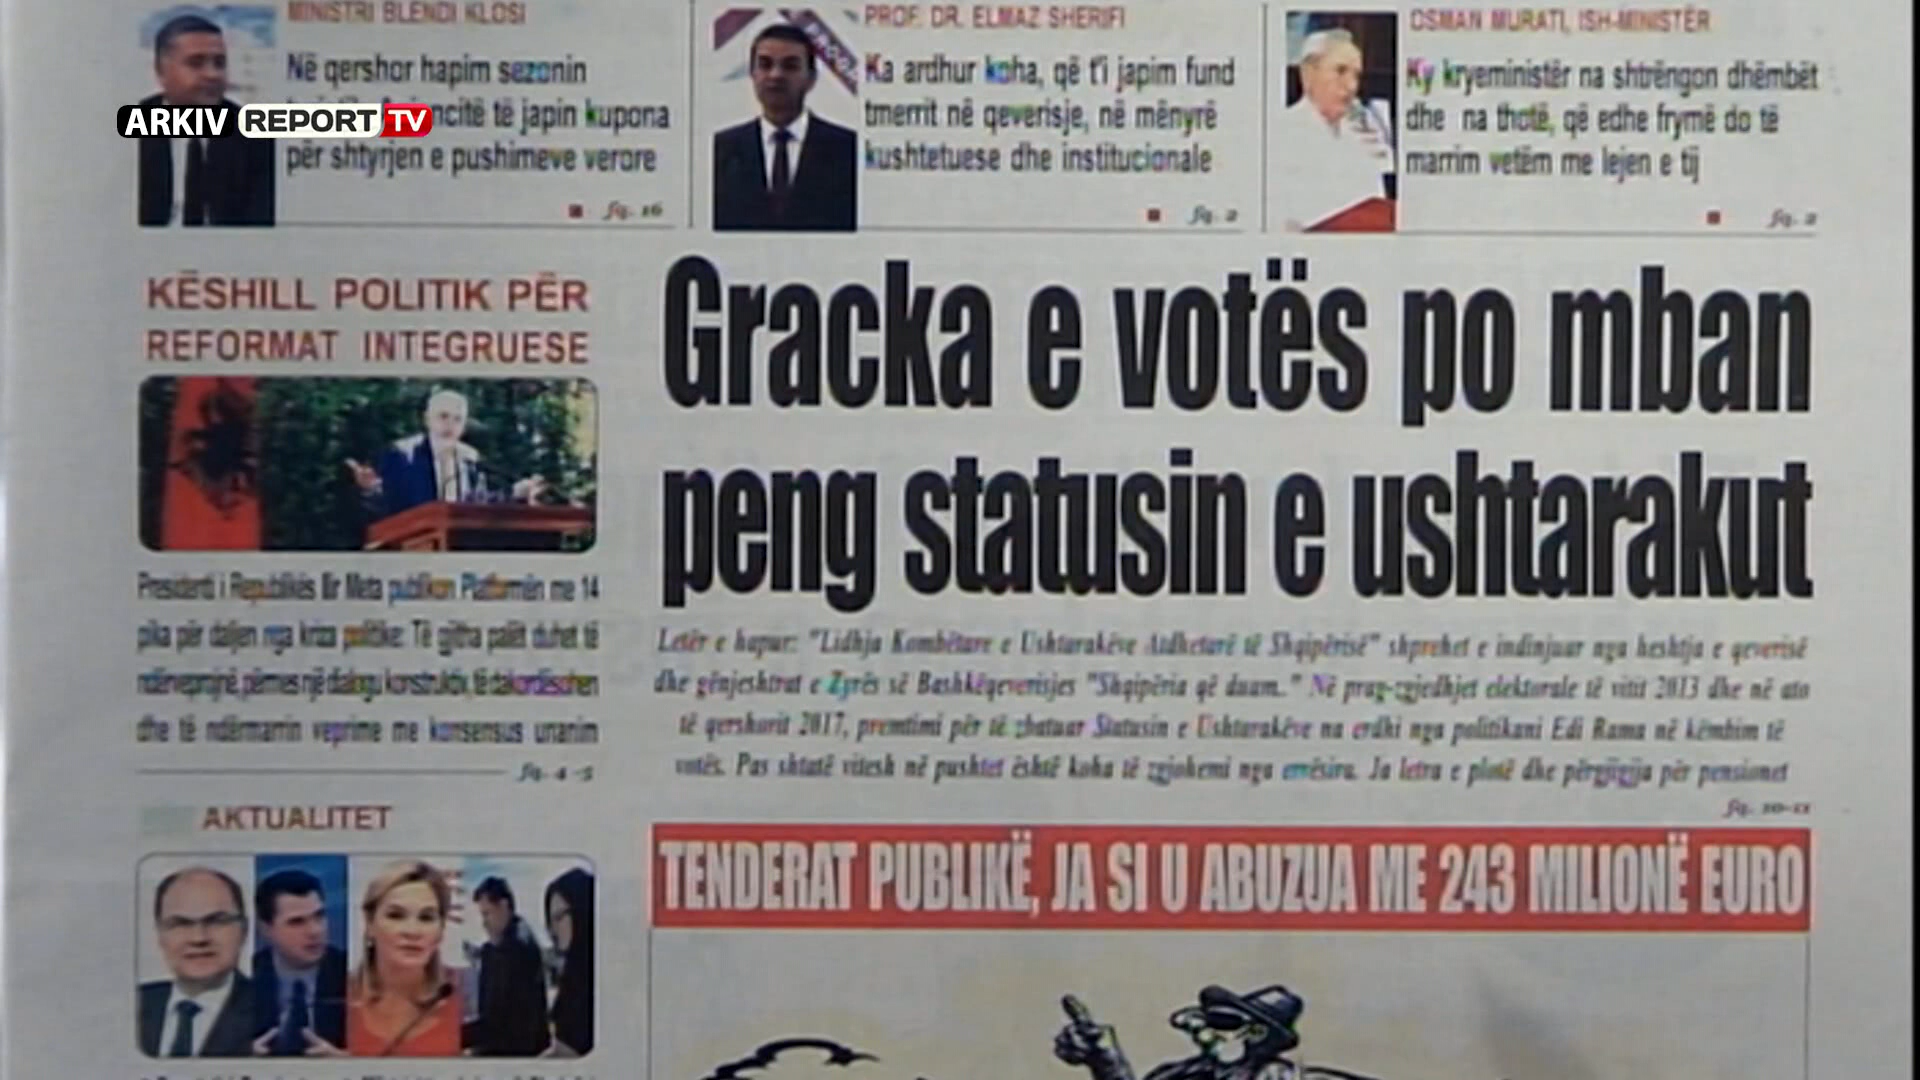 MINISTRI BLENDI KLOSI
Në qershor hapim sezonin
ncitë të japin kupona
për shtyrjen e pushimeve verore
fq. 16
PROF. DR. ELMAZ SHERIFI
Ka ardhur koha, që t'i japim fund
tmerrit në qeverisje, në mënyrë
kushtetuese dhe institucionale
fq. 2
OSMAN MURATI, ISH-MINISTËR
Ky kryeministër na shtrëngon dhëmbët
dhe na thotë, që edhe frymë do të
marrim vetëm me lejen e tij
fq. 2
ARKIV REPORT TV
KËSHILL POLITIK PËR
REFORMAT INTEGRUESE
Presidenti i Republikës Ilir Meta publikon Platformën me 14
pika për daljen nga kriza politike: Të gjitha palët duhet të
ndërveprojnë, përmes një dialogu konstruktiv, të dakordësohen
dhe të ndërmarrin veprime me konsensus unanim
fq. 4-5
AKTUALITET
Gracka e votës po mban
peng statusin e ushtarakut
Letër e hapur: "Lidhja Kombëtare e Ushtarakëve Atdhetarë të Shqipërisë" shprehet e indinjuar nga heshtja e qeverisë
dhe gënjeshtrat e Zyrës së Bashkëqeverisjes "Shqipëria që duam." Në prag-zgjedhjet elektorale të vitit 2013 dhe në ato
të qershorit 2017, premtimi për të zbatuar Statusin e Ushtarakëve na erdhi nga politikani Edi Rama në këmbim të
votës. Pas shtatë vitesh në pushtet është koha të zgjohemi nga errësira. Ja letra e plotë dhe përgjigjja për pensionet
fq. 10-11
TENDERAT PUBLIKË, JA SI U ABUZUA ME 243 MILIONË EURO